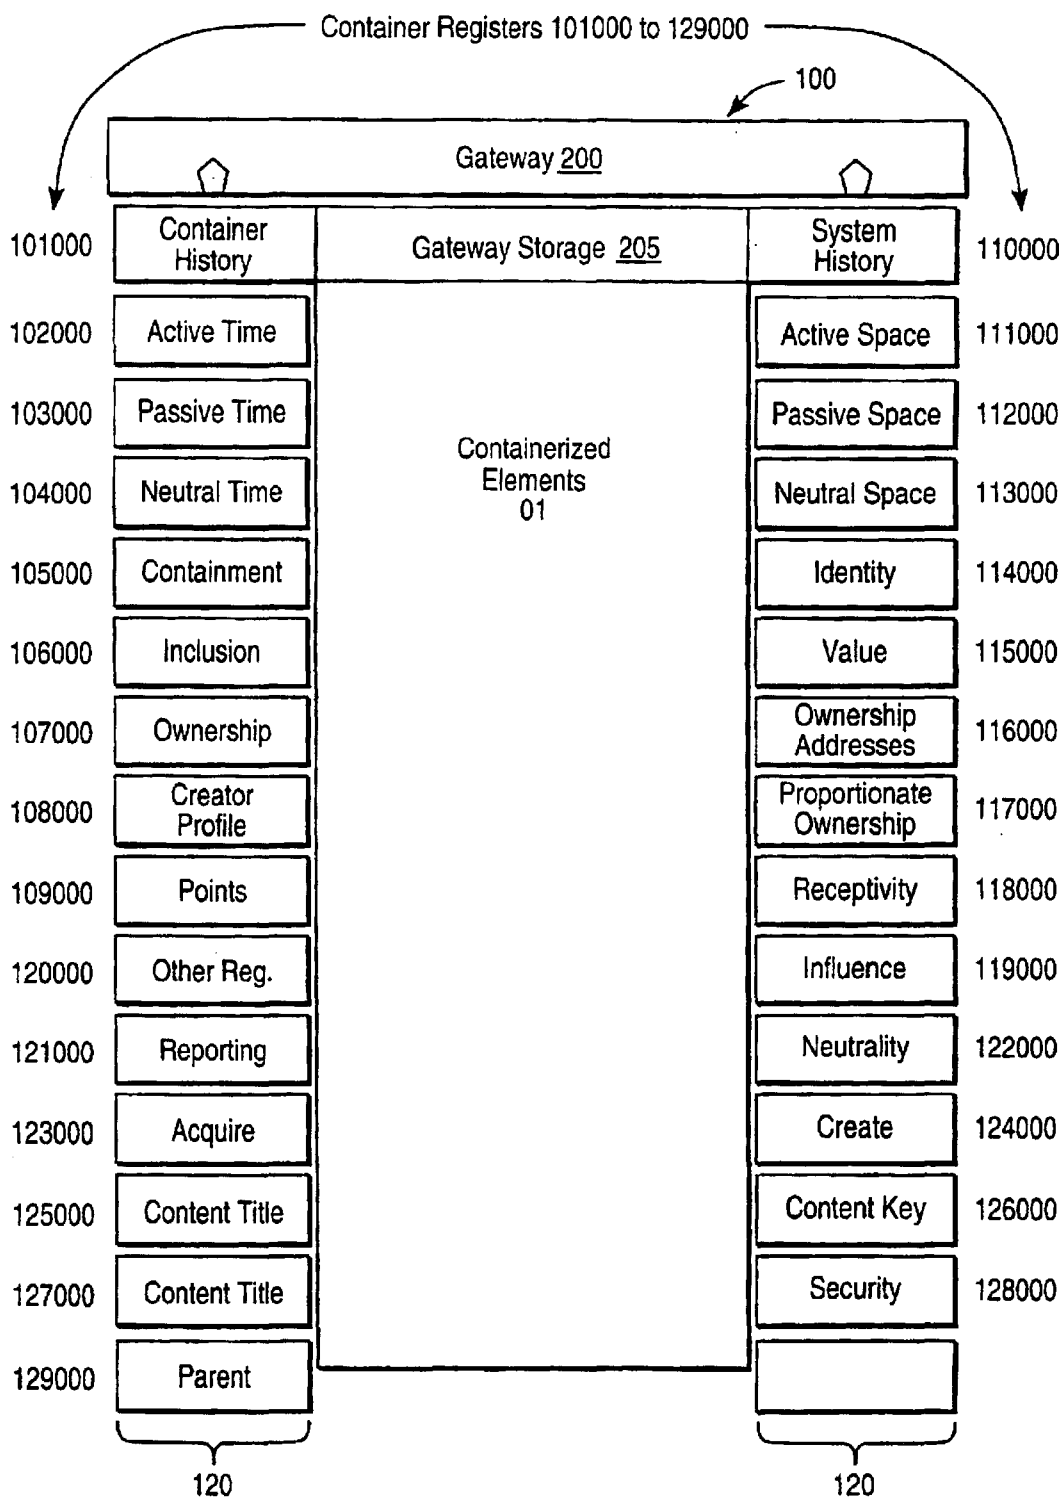 Container Registers 101000 to 129000
100
Gateway 200
101000
Container
History
Gateway Storage 205
System
History
110000
102000
Active Time
Active Space
111000
103000
Passive Time
Passive Space
112000
Containerized
Elements
01
104000
Neutral Time
Neutral Space
113000
105000
Containment
Identity
114000
106000
Inclusion
Value
115000
107000
Ownership
Ownership
Addresses
116000
108000
Creator
Profile
Proportionate
Ownership
117000
109000
Points
Receptivity
118000
120000
Other Reg.
Influence
119000
121000
Reporting
Neutrality
122000
123000
Acquire
Create
124000
125000
Content Title
Content Key
126000
127000
Content Title
Security
128000
129000
Parent
120
120